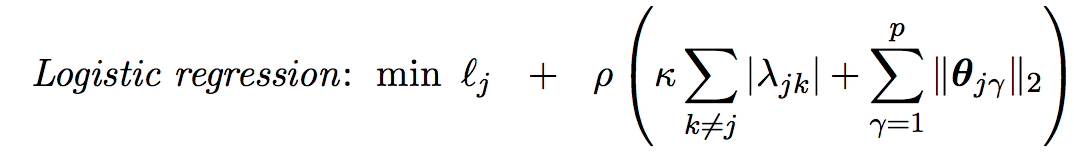 Logistic regression: min ℓ_j + ρ ( κ ∑_{k≠j} |λ_{jk}| + ∑_{γ=1}^{p} ‖θ_{jγ}‖_2 )